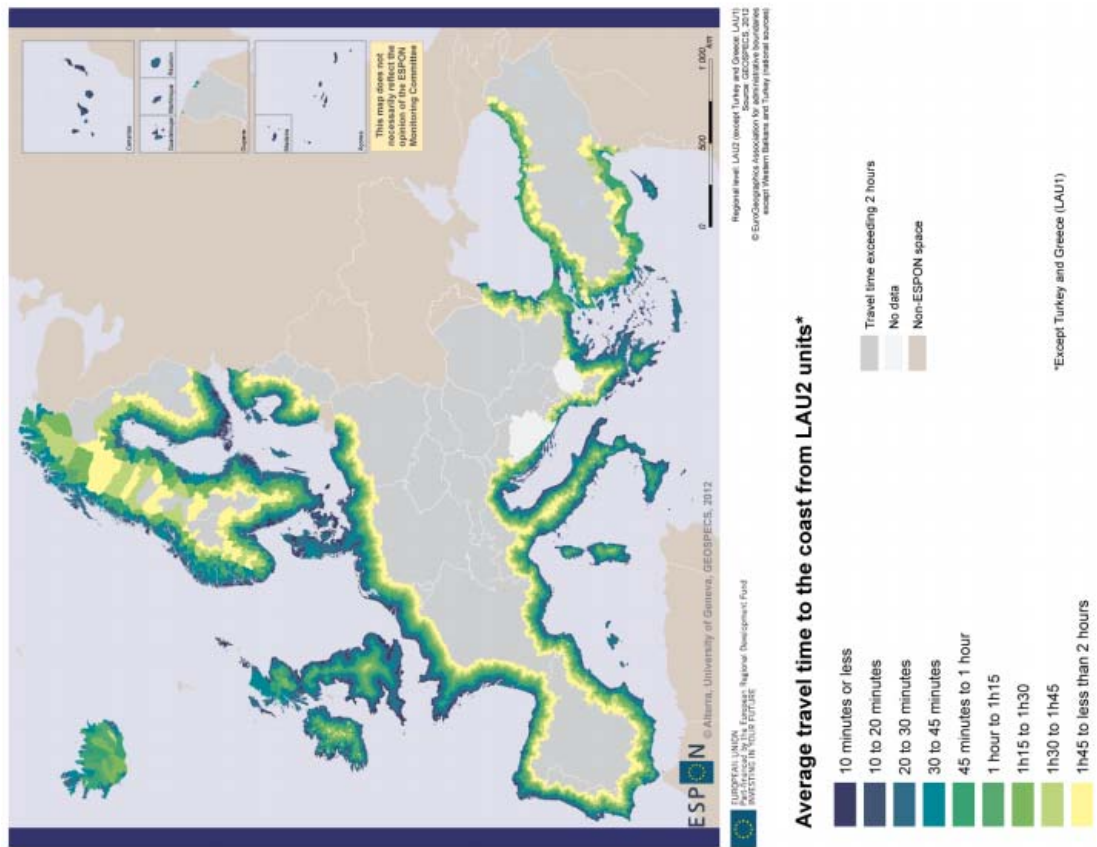 Canarias
Guadeloupe
Martinique
Réunion
Guyane
Madeira
Açores
This map does not
necessarily reflect the
opinion of the ESPON
Monitoring Committee
ESPON
© Alterra, University of Geneva, GEOSPECS, 2012
EUROPEAN UNION
Part-financed by the European Regional Development Fund
INVESTING IN YOUR FUTURE
Regional level: LAU2 (except Turkey and Greece: LAU1)
Source: GEOSPECS, 2012
© EuroGeographics Association for administrative boundaries
except Western Balkans and Turkey (national sources)
0 500 1 000
km
Average travel time to the coast from LAU2 units*
10 minutes or less
10 to 20 minutes
20 to 30 minutes
30 to 45 minutes
45 minutes to 1 hour
1 hour to 1h15
1h15 to 1h30
1h30 to 1h45
1h45 to less than 2 hours
Travel time exceeding 2 hours
No data
Non-ESPON space
*Except Turkey and Greece (LAU1)